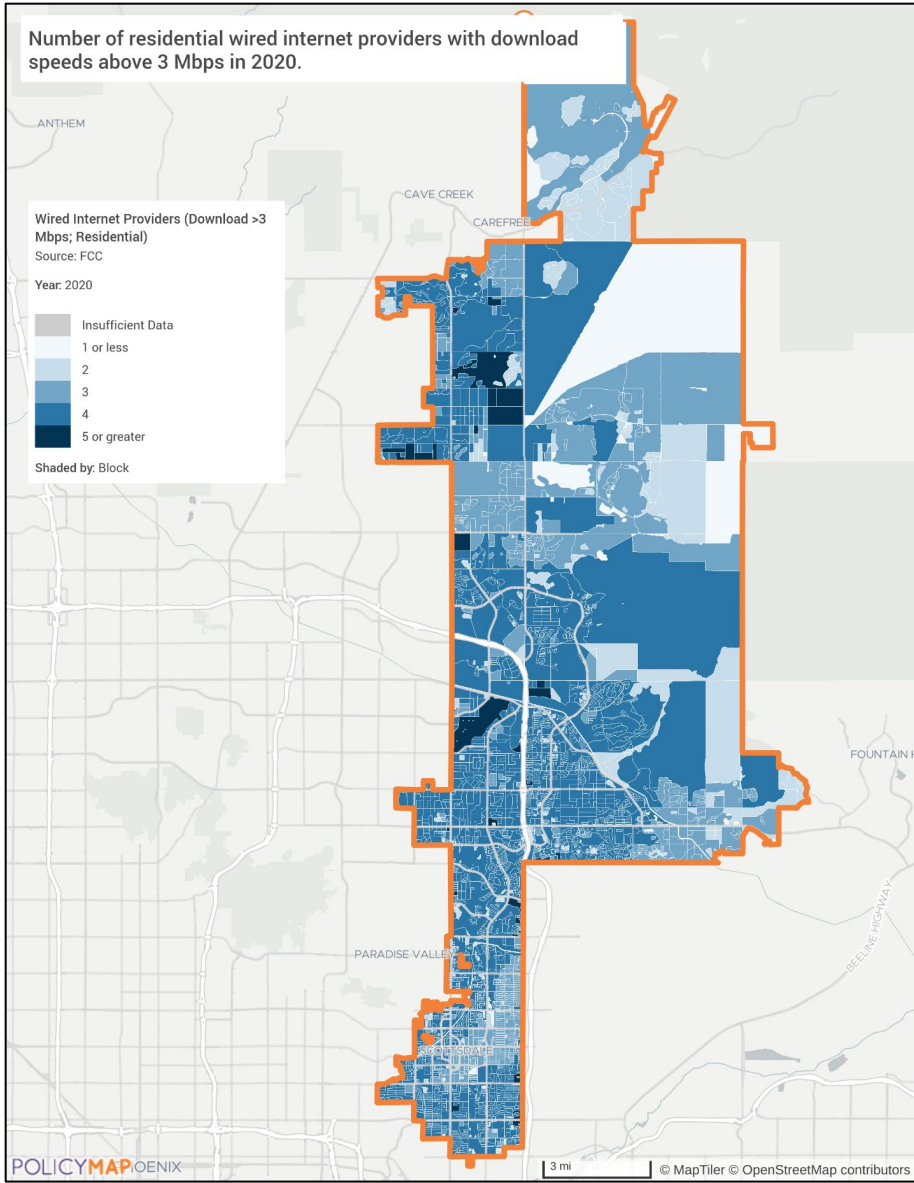 Number of residential wired internet providers with download
speeds above 3 Mbps in 2020.
ANTHEM
CAVE CREEK
CAREFREE
Wired Internet Providers (Download >3
Mbps; Residential)
Source: FCC
Year: 2020
Insufficient Data
1 or less
2
3
4
5 or greater
Shaded by: Block
FOUNTAIN H
BEELINE HIGHWAY
PARADISE VALLEY
SCOTTSDALE
POLICYMAP
OENIX
3 mi
© MapTiler © OpenStreetMap contributors